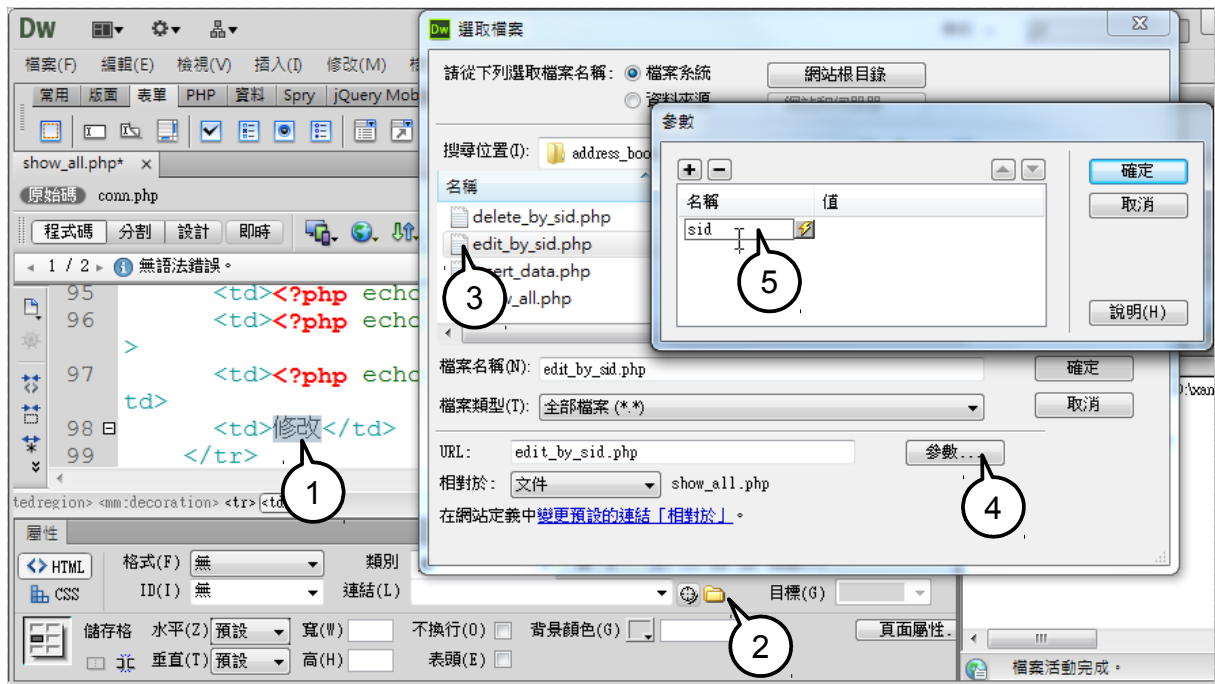 Dw
檔案(F) 編輯(E) 檢視(V) 插入(I) 修改(M)
常用 版面 表單 PHP 資料 Spry jQuery Mob
show_all.php* ×
原始碼 conn.php
程式碼 分割 設計 即時
1 / 2 無語法錯誤。
95 <td><?php echo
96 <td><?php echo
>
97 <td><?php echo
td>
98 <td>修改</td>
99 </tr>
1
tedregion> <mm:decoration> <tr> <td
屬性
HTML 格式(F) 無 類別
CSS ID(I) 無 連結(L) 目標(G)
2
儲存格 水平(Z) 預設 寬(W) 不換行(O) 背景顏色(G) 頁面屬性.
垂直(T) 預設 高(H) 表頭(E)
檔案活動完成。
Dw 選取檔案
請從下列選取檔案名稱: 檔案系統 網站根目錄
資料來源
搜尋位置(I): address_boo
名稱
delete_by_sid.php
edit_by_sid.php
ert_data.php
_all.php
3
檔案名稱(N): edit_by_sid.php 確定
檔案類型(T): 全部檔案 (*.*) 取消
URL: edit_by_sid.php 參數...
4
相對於: 文件 show_all.php
在網站定義中變更預設的連結「相對於」。
參數
名稱 值
sid
5
確定
取消
說明(H)